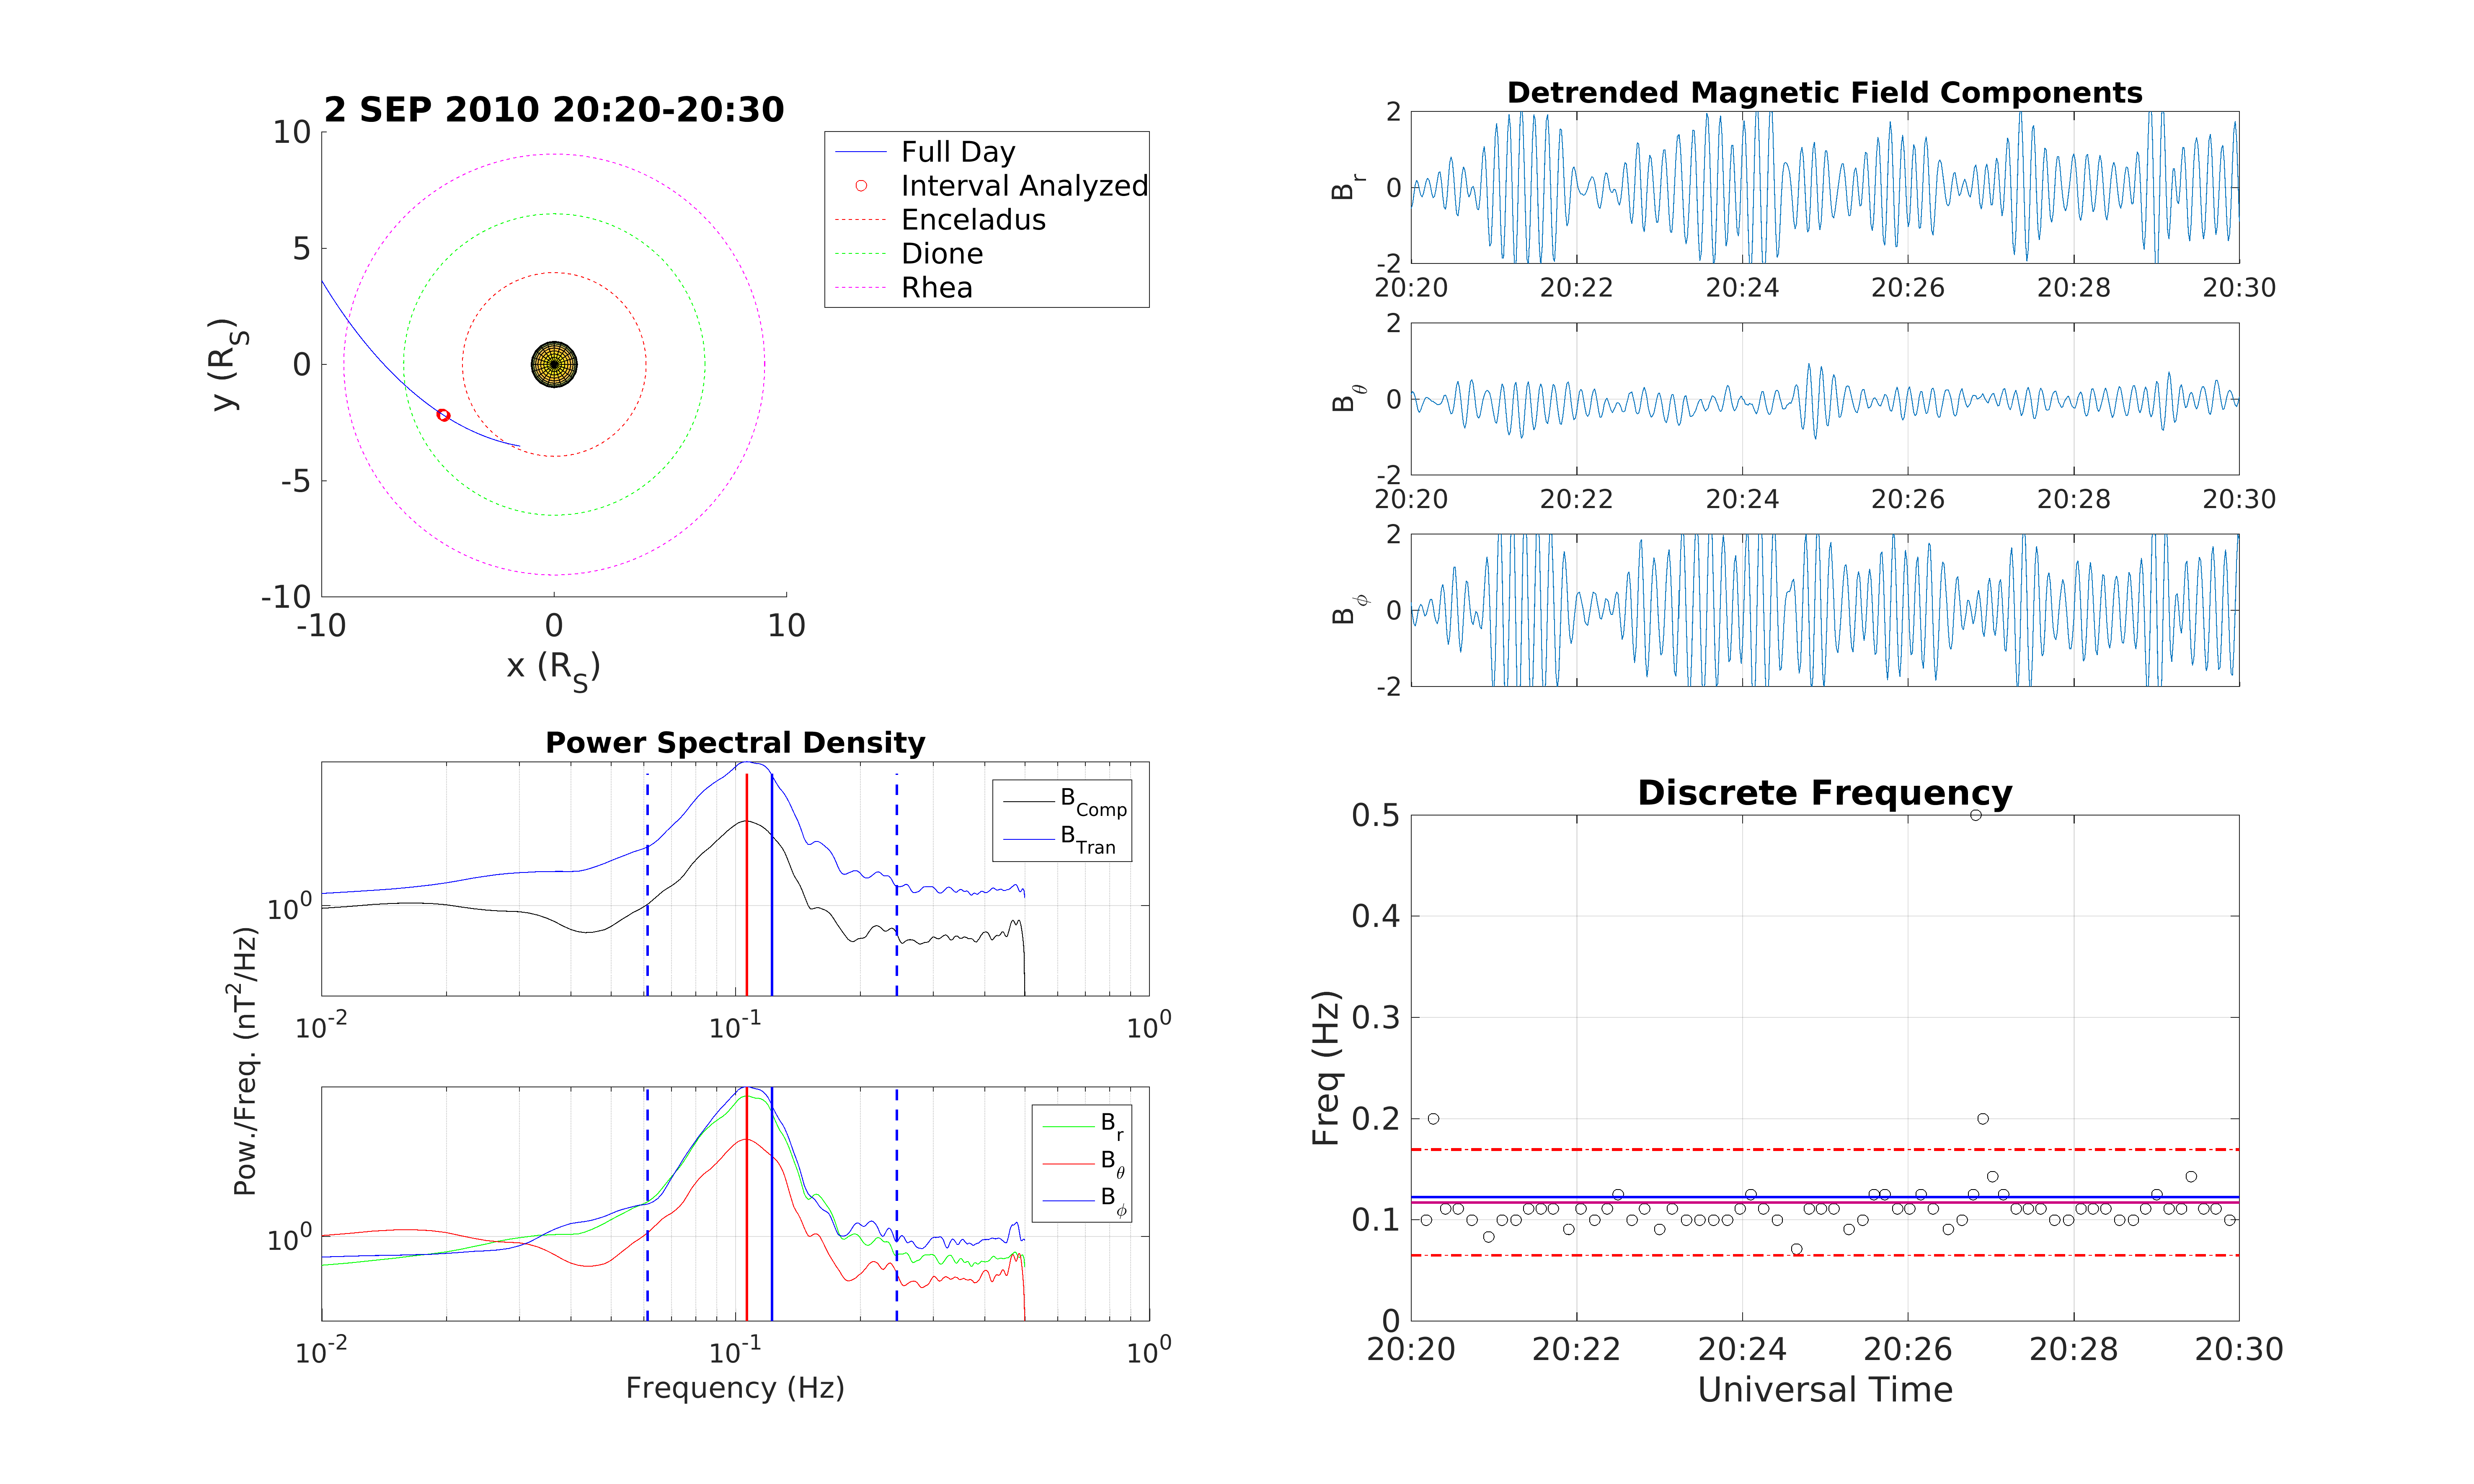 2 SEP 2010 20:20-20:30
10
5
0
-5
-10
-10
0
10
y (R_S)
x (R_S)
Full Day
Interval Analyzed
Enceladus
Dione
Rhea
Detrended Magnetic Field Components
B_r
2
0
-2
20:20
20:22
20:24
20:26
20:28
20:30
B_θ
2
0
-2
20:20
20:22
20:24
20:26
20:28
20:30
B_ϕ
2
0
-2
Power Spectral Density
B_Comp
B_Tran
10^0
10^-2
10^-1
10^0
Pow./Freq. (nT^2/Hz)
B_r
B_θ
B_ϕ
10^0
10^-2
10^-1
10^0
Frequency (Hz)
Discrete Frequency
Freq (Hz)
0.5
0.4
0.3
0.2
0.1
0
20:20
20:22
20:24
20:26
20:28
20:30
Universal Time